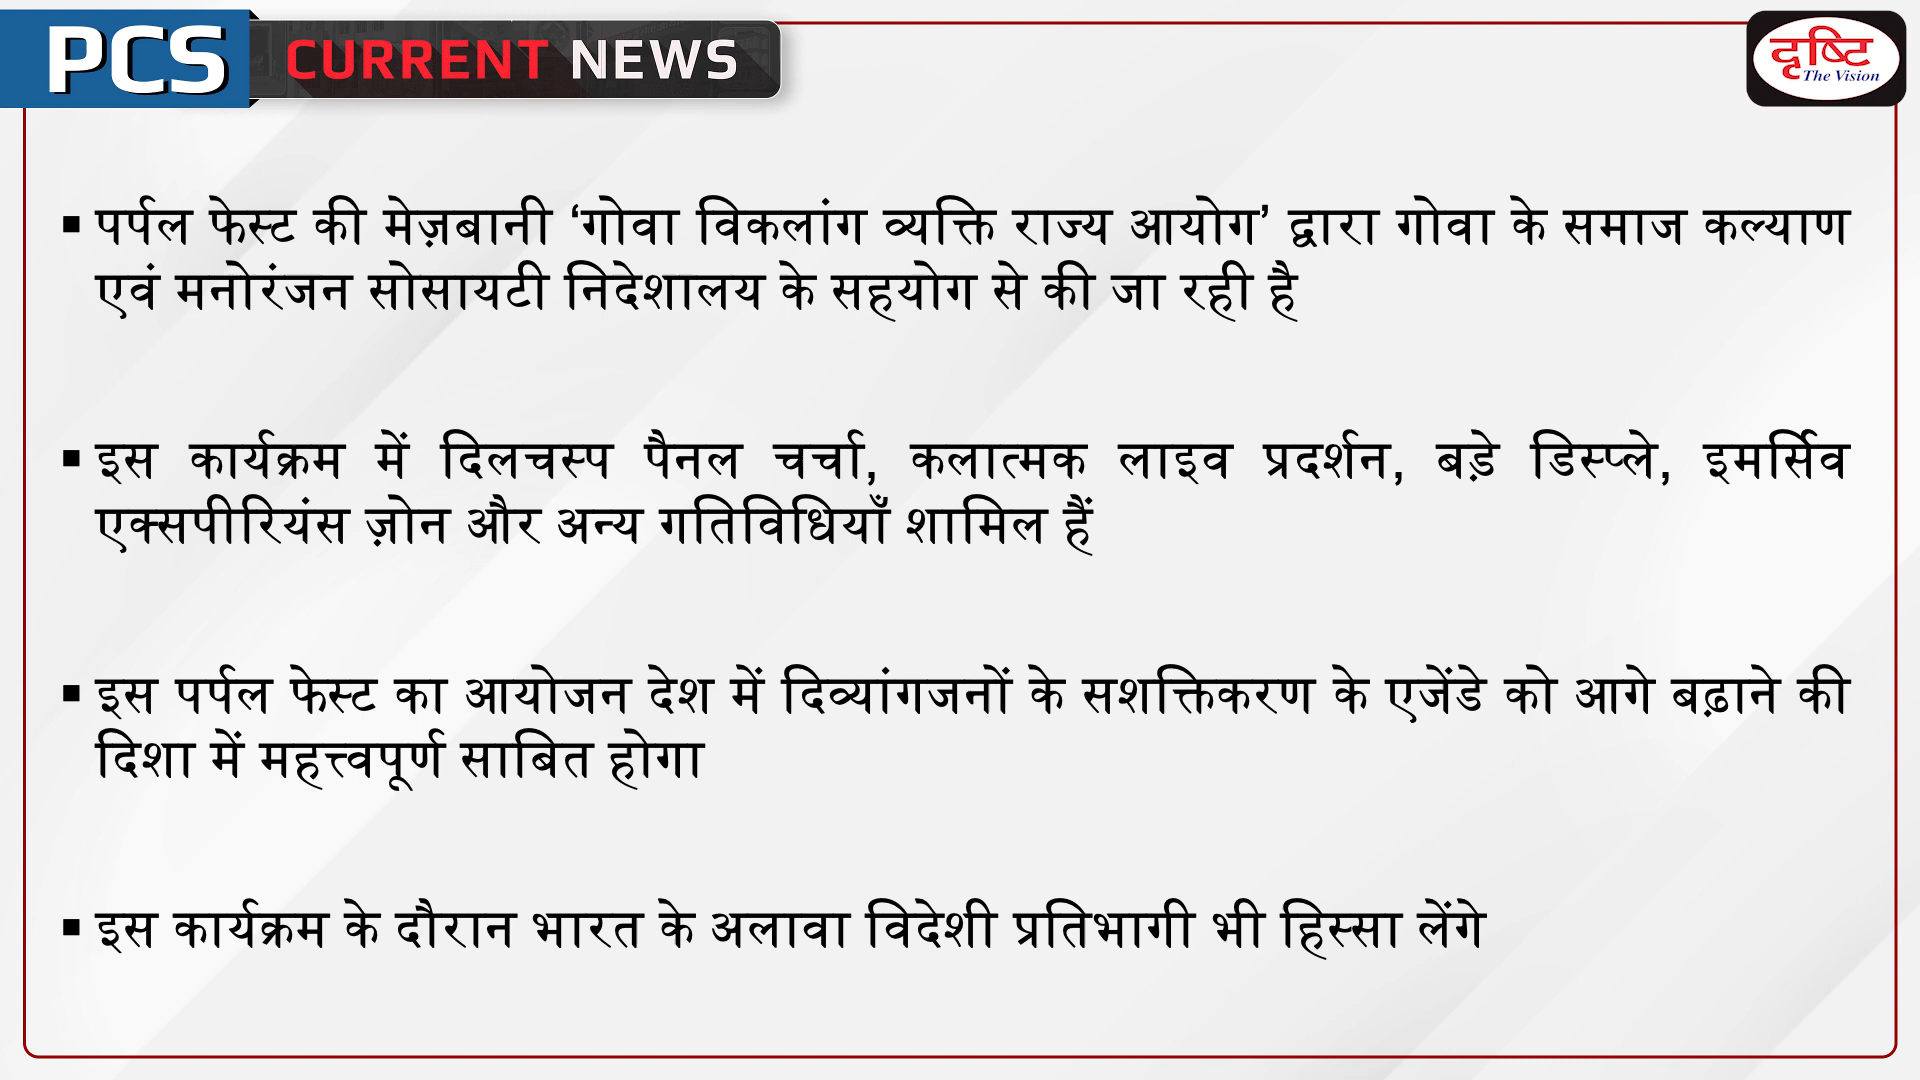 PCS CURRENT NEWS
दृष्टि
The Vision
▪ पर्पल फेस्ट की मेज़बानी ‘गोवा विकलांग व्यक्ति राज्य आयोग’ द्वारा गोवा के समाज कल्याण
एवं मनोरंजन सोसायटी निदेशालय के सहयोग से की जा रही है
▪ इस कार्यक्रम में दिलचस्प पैनल चर्चा, कलात्मक लाइव प्रदर्शन, बड़े डिस्प्ले, इमर्सिव
एक्सपीरियंस ज़ोन और अन्य गतिविधियाँ शामिल हैं
▪ इस पर्पल फेस्ट का आयोजन देश में दिव्यांगजनों के सशक्तिकरण के एजेंडे को आगे बढ़ाने की
दिशा में महत्त्वपूर्ण साबित होगा
▪ इस कार्यक्रम के दौरान भारत के अलावा विदेशी प्रतिभागी भी हिस्सा लेंगे